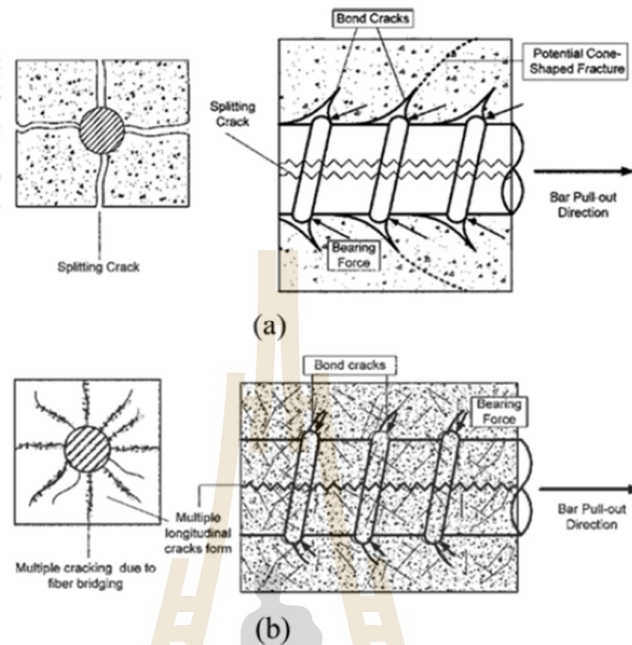 Bond Cracks
Potential Cone-
Shaped Fracture
Splitting
Crack
Bar Pull-out
Direction
Bearing
Force
Splitting Crack
(a)
Bond cracks
Bearing
Force
Multiple
longitudinal
cracks form
Bar Pull-out
Direction
Multiple cracking due to
fiber bridging
(b)